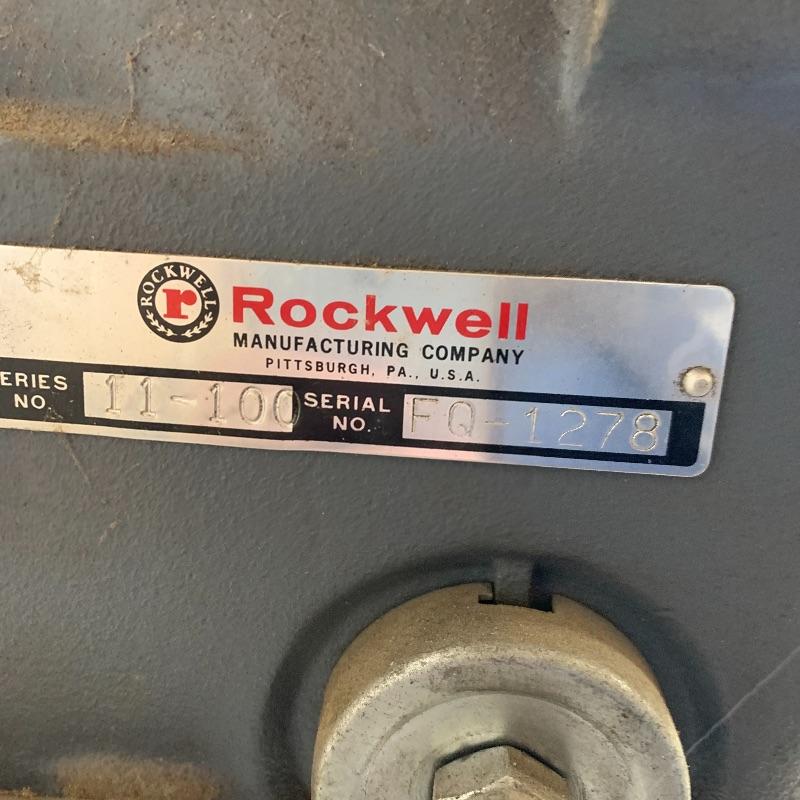 ROCKWELL
r
Rockwell
MANUFACTURING COMPANY
PITTSBURGH, PA., U.S.A.
ERIES NO. 11-100 SERIAL NO. FQ-1278